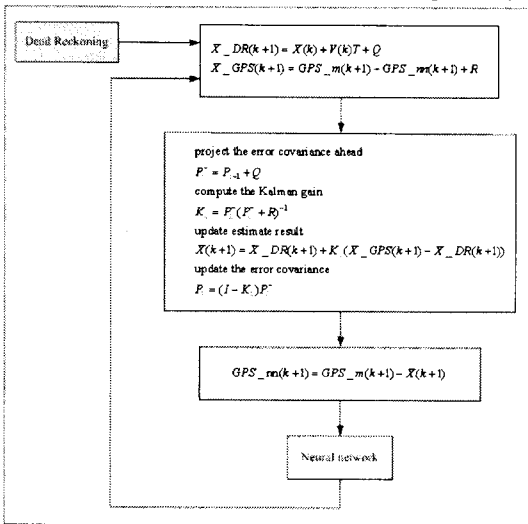 Dead Reckoning
X_DR(k+1) = X(k) + V(k)T + Q
X_GPS(k+1) = GPS_m(k+1) - GPS_nn(k+1) + R
project the error covariance ahead
P⁻ = P₋₁ + Q
compute the Kalman gain
K = P⁻(P⁻ + R)⁻¹
update estimate result
X(k+1) = X_DR(k+1) + K (X_GPS(k+1) - X_DR(k+1))
update the error covariance
P = (I - K)P⁻
GPS_nn(k+1) = GPS_m(k+1) - X(k+1)
Neural network